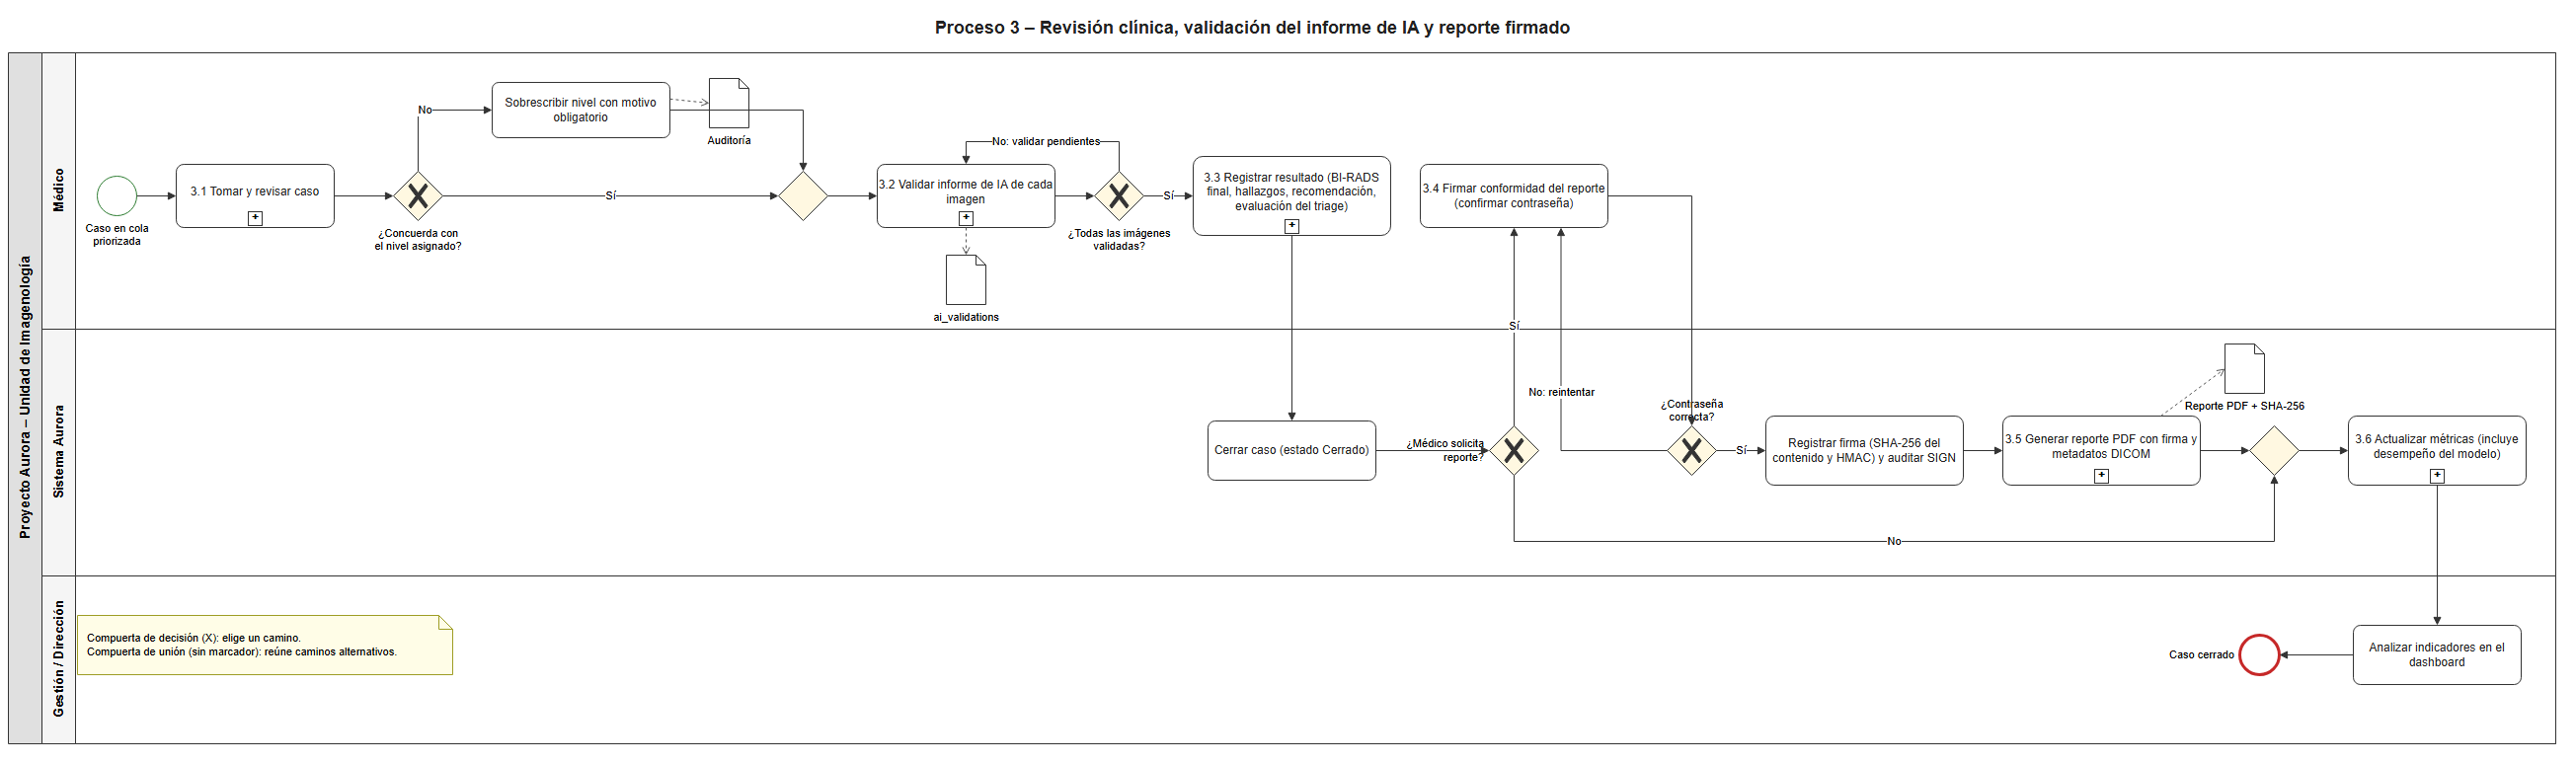 Proceso 3 – Revisión clínica, validación del informe de IA y reporte firmado
Proyecto Aurora – Unidad de Imagenología
Médico
Caso en cola
priorizada
3.1 Tomar y revisar caso
¿Concuerda con
el nivel asignado?
No
Sobrescribir nivel con motivo
obligatorio
Auditoría
Sí
3.2 Validar informe de IA de cada
imagen
ai_validations
No: validar pendientes
¿Todas las imágenes
validadas?
Sí
3.3 Registrar resultado (BI-RADS
final, hallazgos, recomendación,
evaluación del triage)
3.4 Firmar conformidad del reporte
(confirmar contraseña)
Sistema Aurora
Cerrar caso (estado Cerrado)
¿Médico solicita
reporte?
Sí
No: reintentar
¿Contraseña
correcta?
Sí
Registrar firma (SHA-256 del
contenido y HMAC) y auditar SIGN
3.5 Generar reporte PDF con firma y
metadatos DICOM
Reporte PDF + SHA-256
3.6 Actualizar métricas (incluye
desempeño del modelo)
No
Gestión / Dirección
Compuerta de decisión (X): elige un camino.
Compuerta de unión (sin marcador): reúne caminos alternativos.
Caso cerrado
Analizar indicadores en el
dashboard